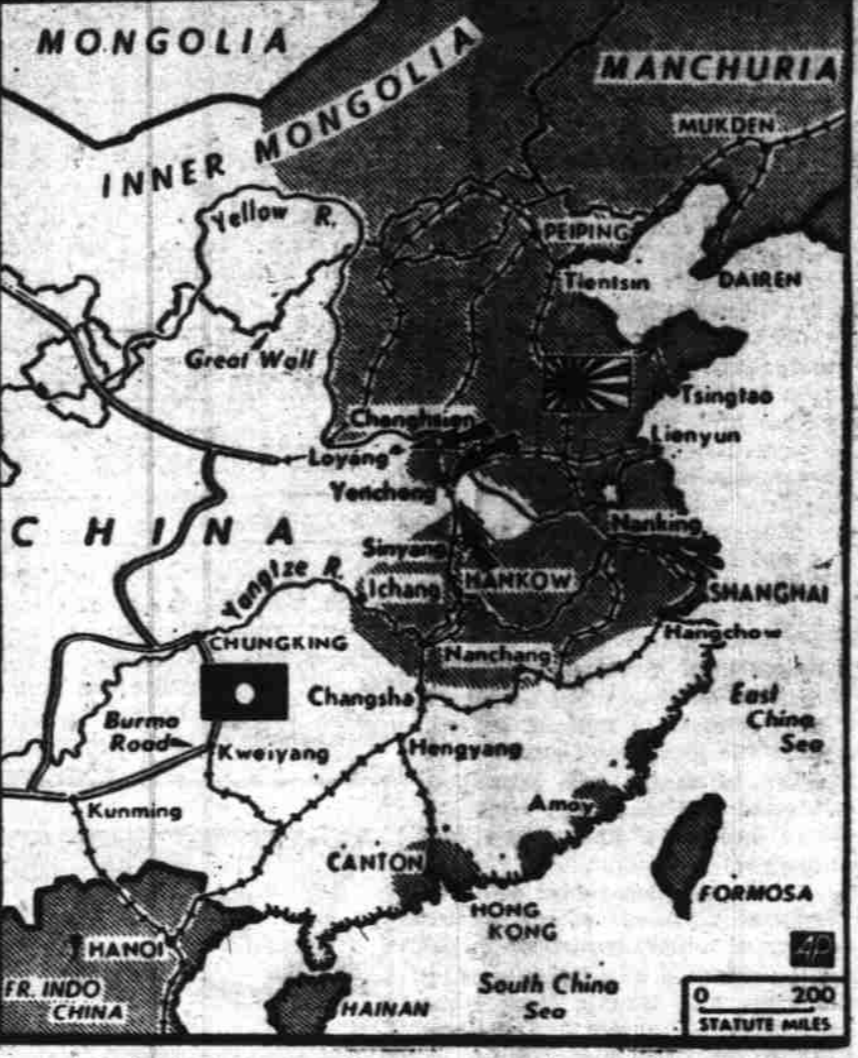 MONGOLIA
MANCHURIA
INNER MONGOLIA
MUKDEN
Yellow R.
PEIPING
Tientsin
DAIREN
Great Wall
Tsingtao
Changhsien
Lienyun
Loyang
Yencheng
CHINA
Nanking
Sinyang
Yangtze R.
Ichang
HANKOW
SHANGHAI
Hangchow
CHUNGKING
Nanchang
Changsha
East
China
Sea
Burma
Road
Kweiyang
Hengyang
Kunming
Amoy
CANTON
FORMOSA
HONG
KONG
HANOI
AP
FR. INDO
CHINA
HAINAN
South China
Sea
0 200
STATUTE MILES